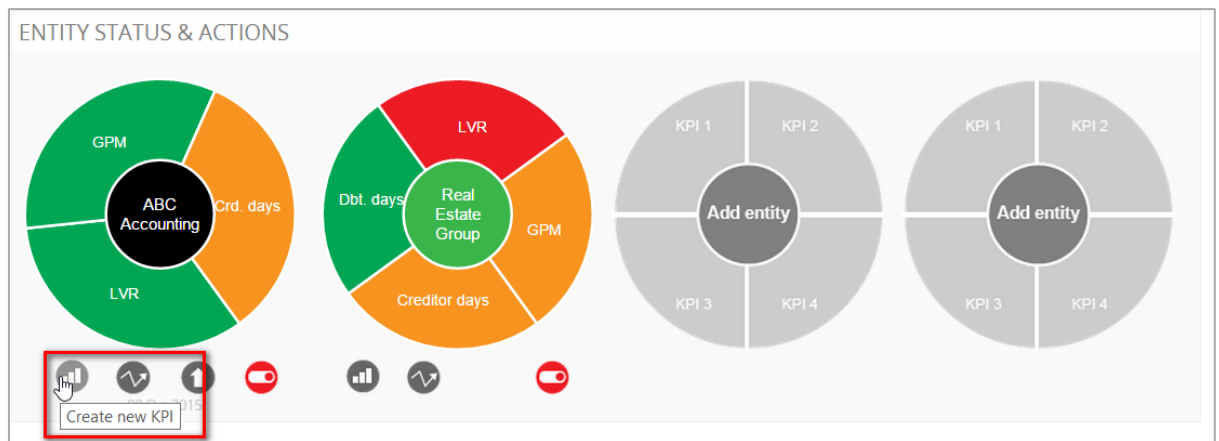 ENTITY STATUS & ACTIONS
GPM
Crd. days
LVR
ABC
Accounting
LVR
Dbt. days
GPM
Creditor days
Real
Estate
Group
KPI 1
KPI 2
Add entity
KPI 3
KPI 4
KPI 1
KPI 2
Add entity
KPI 3
KPI 4
2015
Create new KPI